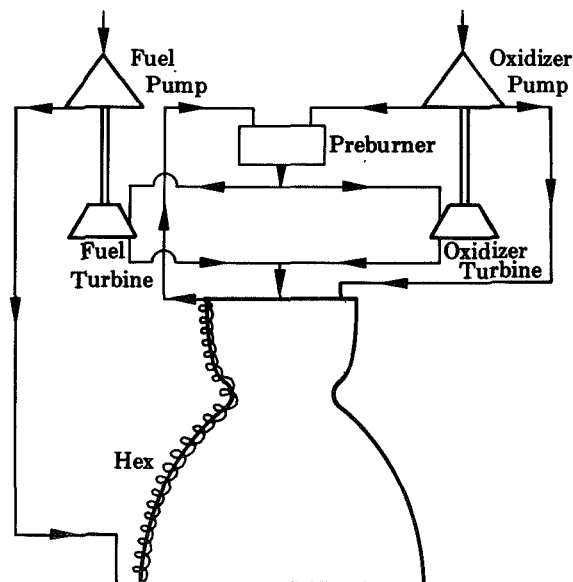 Fuel
Pump
Oxidizer
Pump
Preburner
Fuel
Turbine
Oxidizer
Turbine
Hex